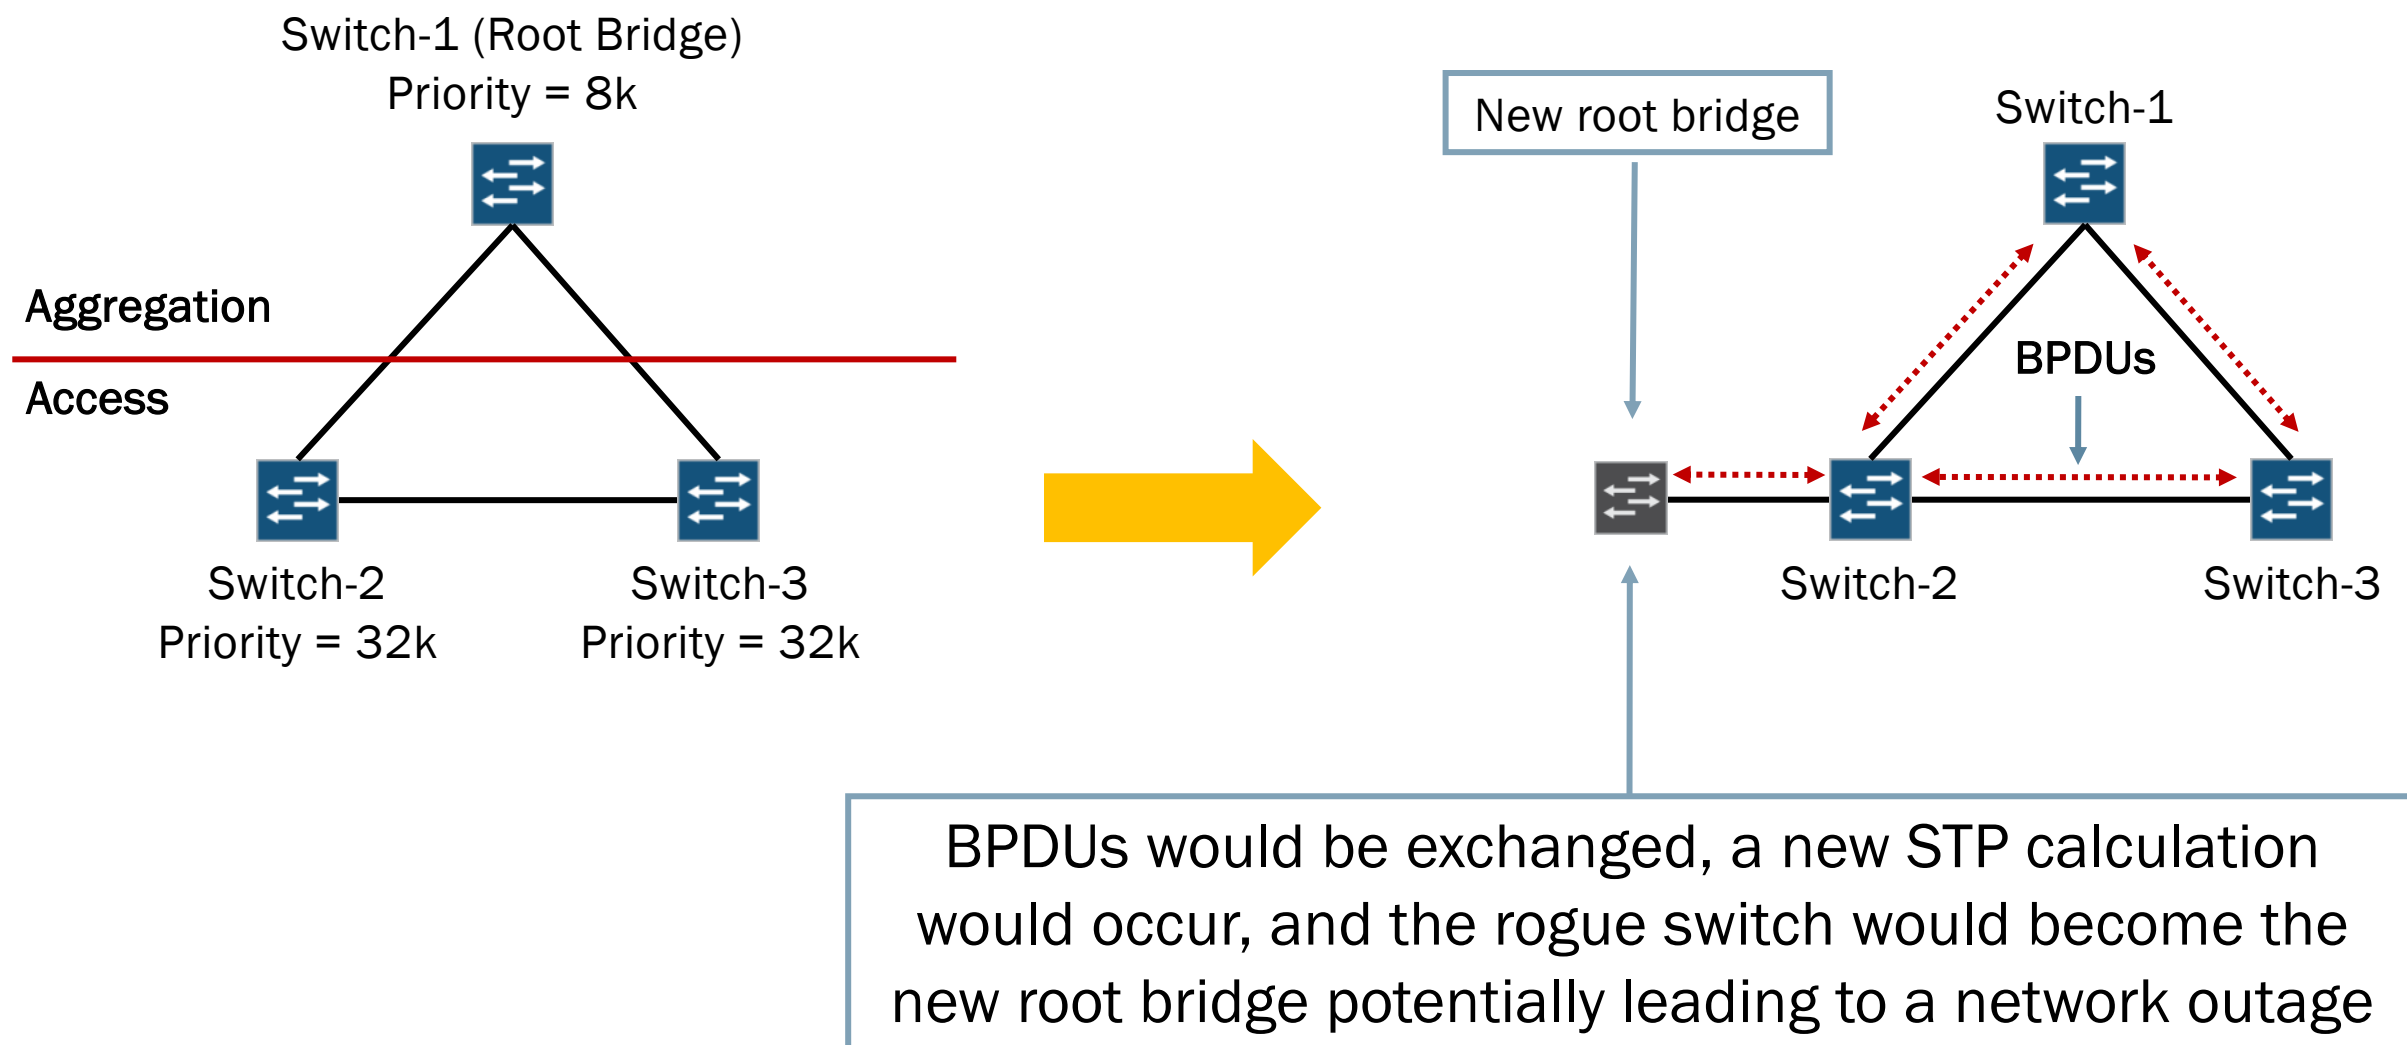 Switch-1 (Root Bridge)
Priority = 8k
Aggregation
Access
Switch-2
Priority = 32k
Switch-3
Priority = 32k
New root bridge
Switch-1
BPDUs
Switch-2
Switch-3
BPDUs would be exchanged, a new STP calculation
would occur, and the rogue switch would become the
new root bridge potentially leading to a network outage